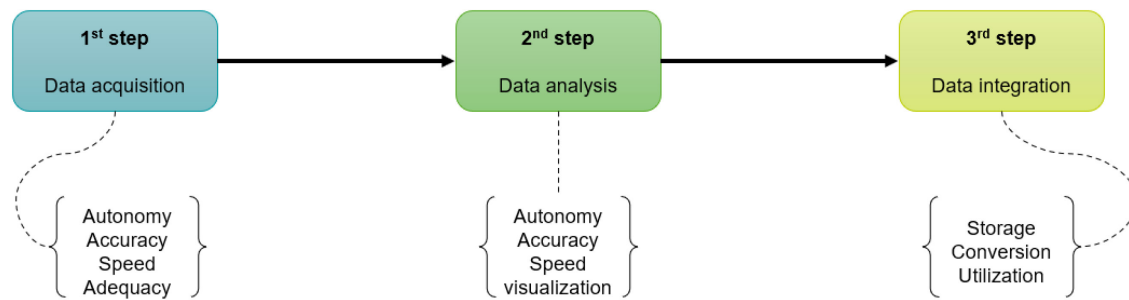 1st step
Data acquisition
2nd step
Data analysis
3rd step
Data integration
Autonomy
Accuracy
Speed
Adequacy
Autonomy
Accuracy
Speed
visualization
Storage
Conversion
Utilization